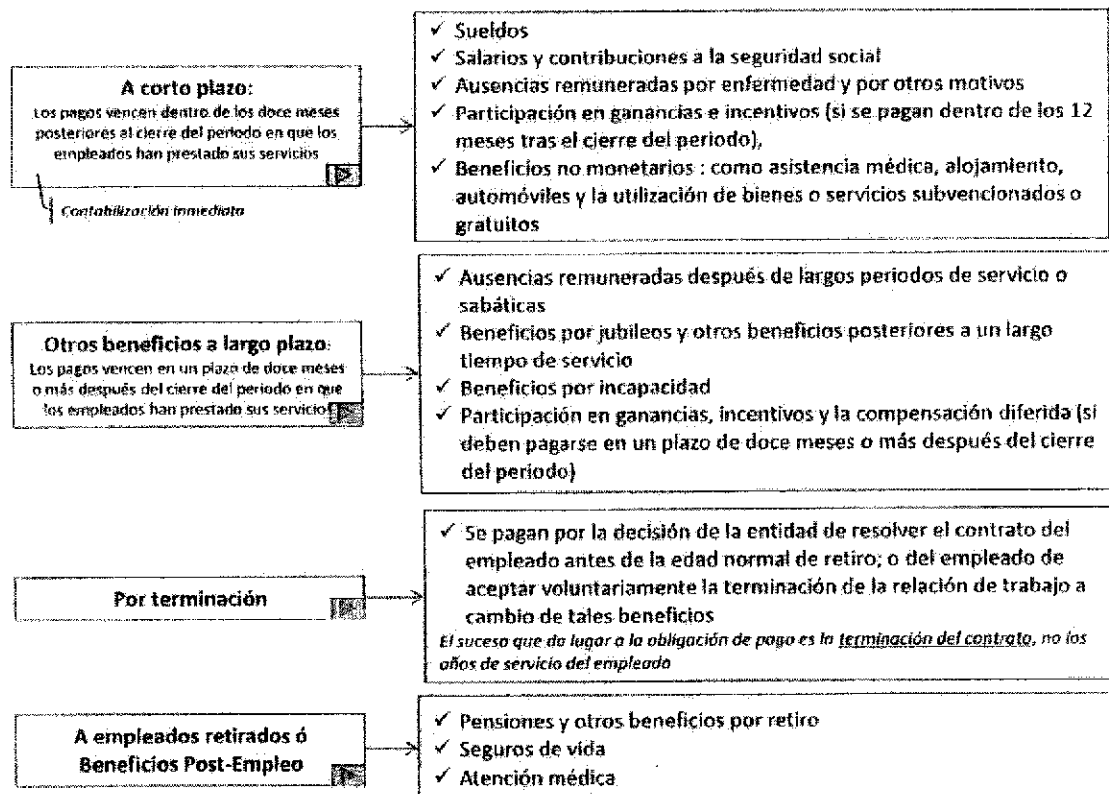 A corto plazo:
Los pagos vencen dentro de los doce meses
posteriores al cierre del periodo en que los
empleados han prestado sus servicios
Contabilización inmediata
✓ Sueldos
✓ Salarios y contribuciones a la seguridad social
✓ Ausencias remuneradas por enfermedad y por otros motivos
✓ Participación en ganancias e incentivos (si se pagan dentro de los 12
meses tras el cierre del periodo),
✓ Beneficios no monetarios : como asistencia médica, alojamiento,
automóviles y la utilización de bienes o servicios subvencionados o
gratuitos
Otros beneficios a largo plazo:
Los pagos vencen en un plazo de doce meses
o más después del cierre del periodo en que
los empleados han prestado sus servicio
✓ Ausencias remuneradas después de largos periodos de servicio o
sabáticas
✓ Beneficios por jubileos y otros beneficios posteriores a un largo
tiempo de servicio
✓ Beneficios por incapacidad
✓ Participación en ganancias, incentivos y la compensación diferida (si
deben pagarse en un plazo de doce meses o más después del cierre
del periodo)
Por terminación
✓ Se pagan por la decisión de la entidad de resolver el contrato del
empleado antes de la edad normal de retiro; o del empleado de
aceptar voluntariamente la terminación de la relación de trabajo a
cambio de tales beneficios
El suceso que da lugar a la obligación de pago es la terminación del contrato, no los
años de servicio del empleado
A empleados retirados ó
Beneficios Post-Empleo
✓ Pensiones y otros beneficios por retiro
✓ Seguros de vida
✓ Atención médica